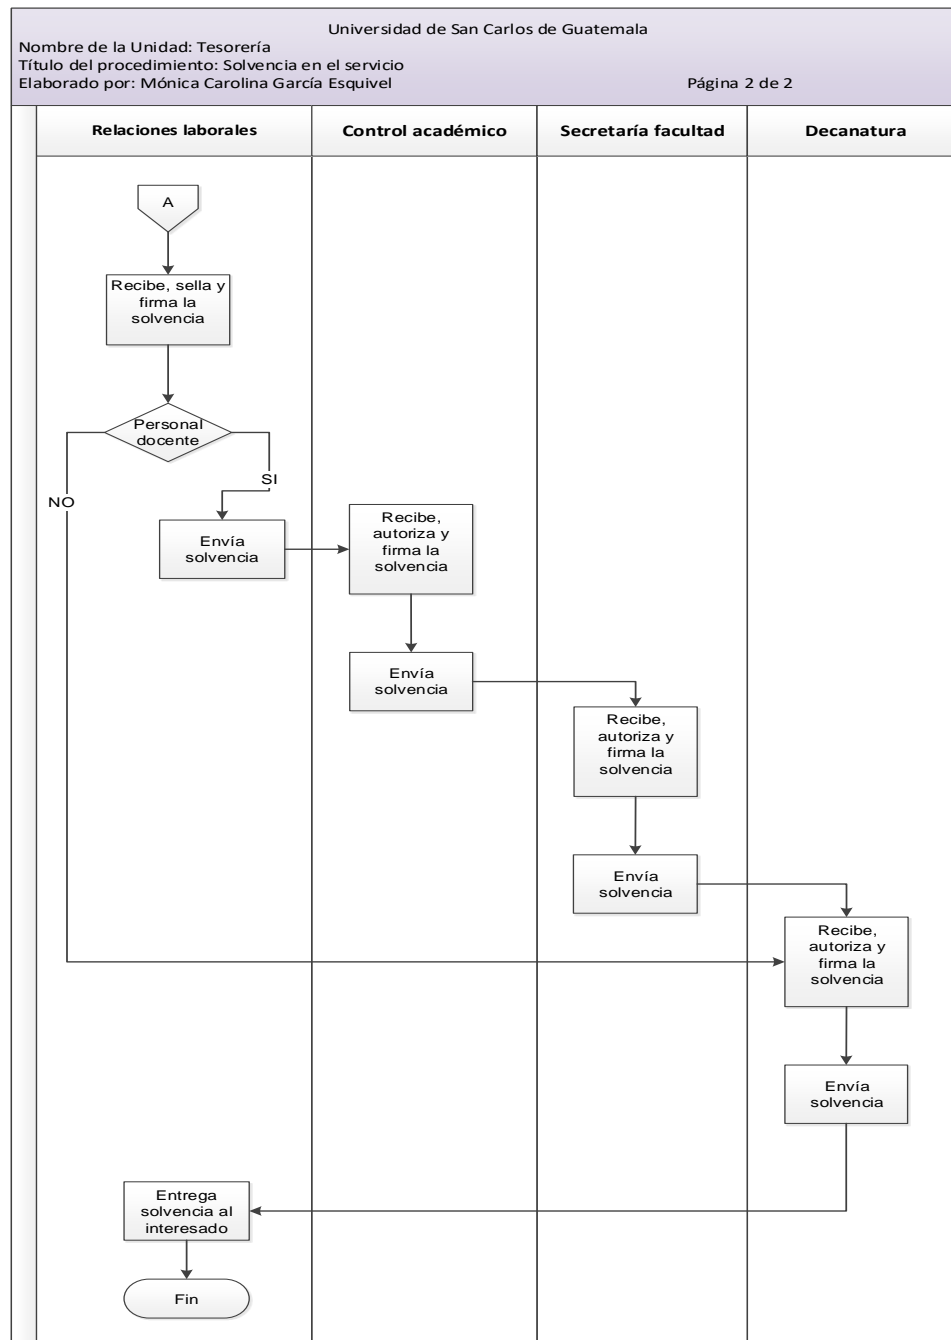 Universidad de San Carlos de Guatemala
Nombre de la Unidad: Tesorería
Título del procedimiento: Solvencia en el servicio
Elaborado por: Mónica Carolina García Esquivel Página 2 de 2
Relaciones laborales Control académico Secretaría facultad Decanatura
A
Recibe, sella y
firma la
solvencia
Personal
docente
SI
NO
Envía
solvencia
Recibe,
autoriza y
firma la
solvencia
Envía
solvencia
Recibe,
autoriza y
firma la
solvencia
Envía
solvencia
Recibe,
autoriza y
firma la
solvencia
Envía
solvencia
Entrega
solvencia al
interesado
Fin